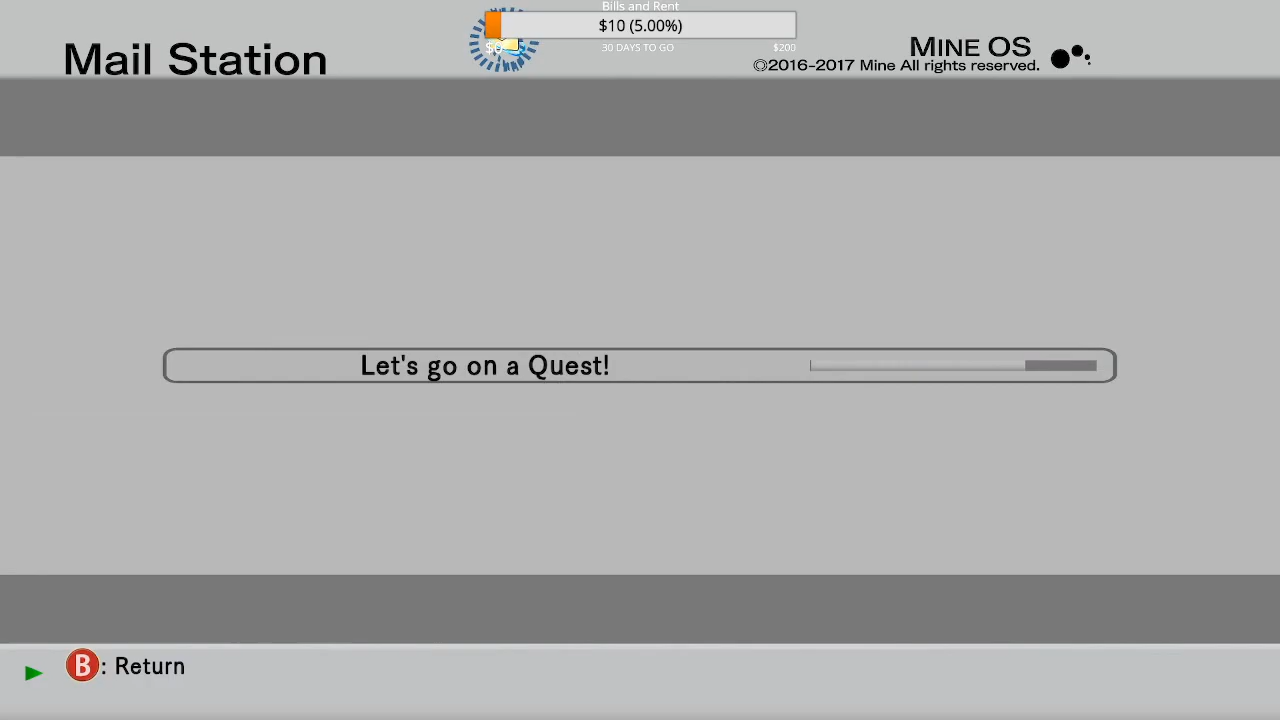 Bills and Rent
$10 (5.00%)
$0
30 DAYS TO GO
$200
Mail Station
MINE OS
©2016-2017 Mine All rights reserved.
Let's go on a Quest!
B: Return